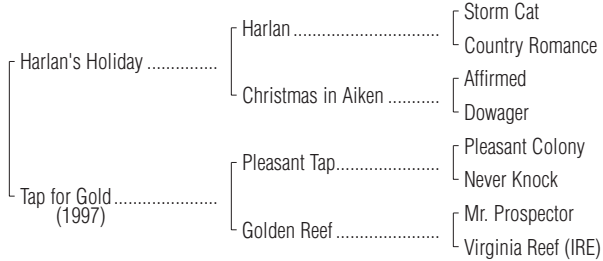 Storm Cat
Harlan
Country Romance
Harlan's Holiday
Affirmed
Christmas in Aiken
Dowager
Pleasant Colony
Pleasant Tap
Never Knock
Tap for Gold
(1997)
Mr. Prospector
Golden Reef
Virginia Reef (IRE)